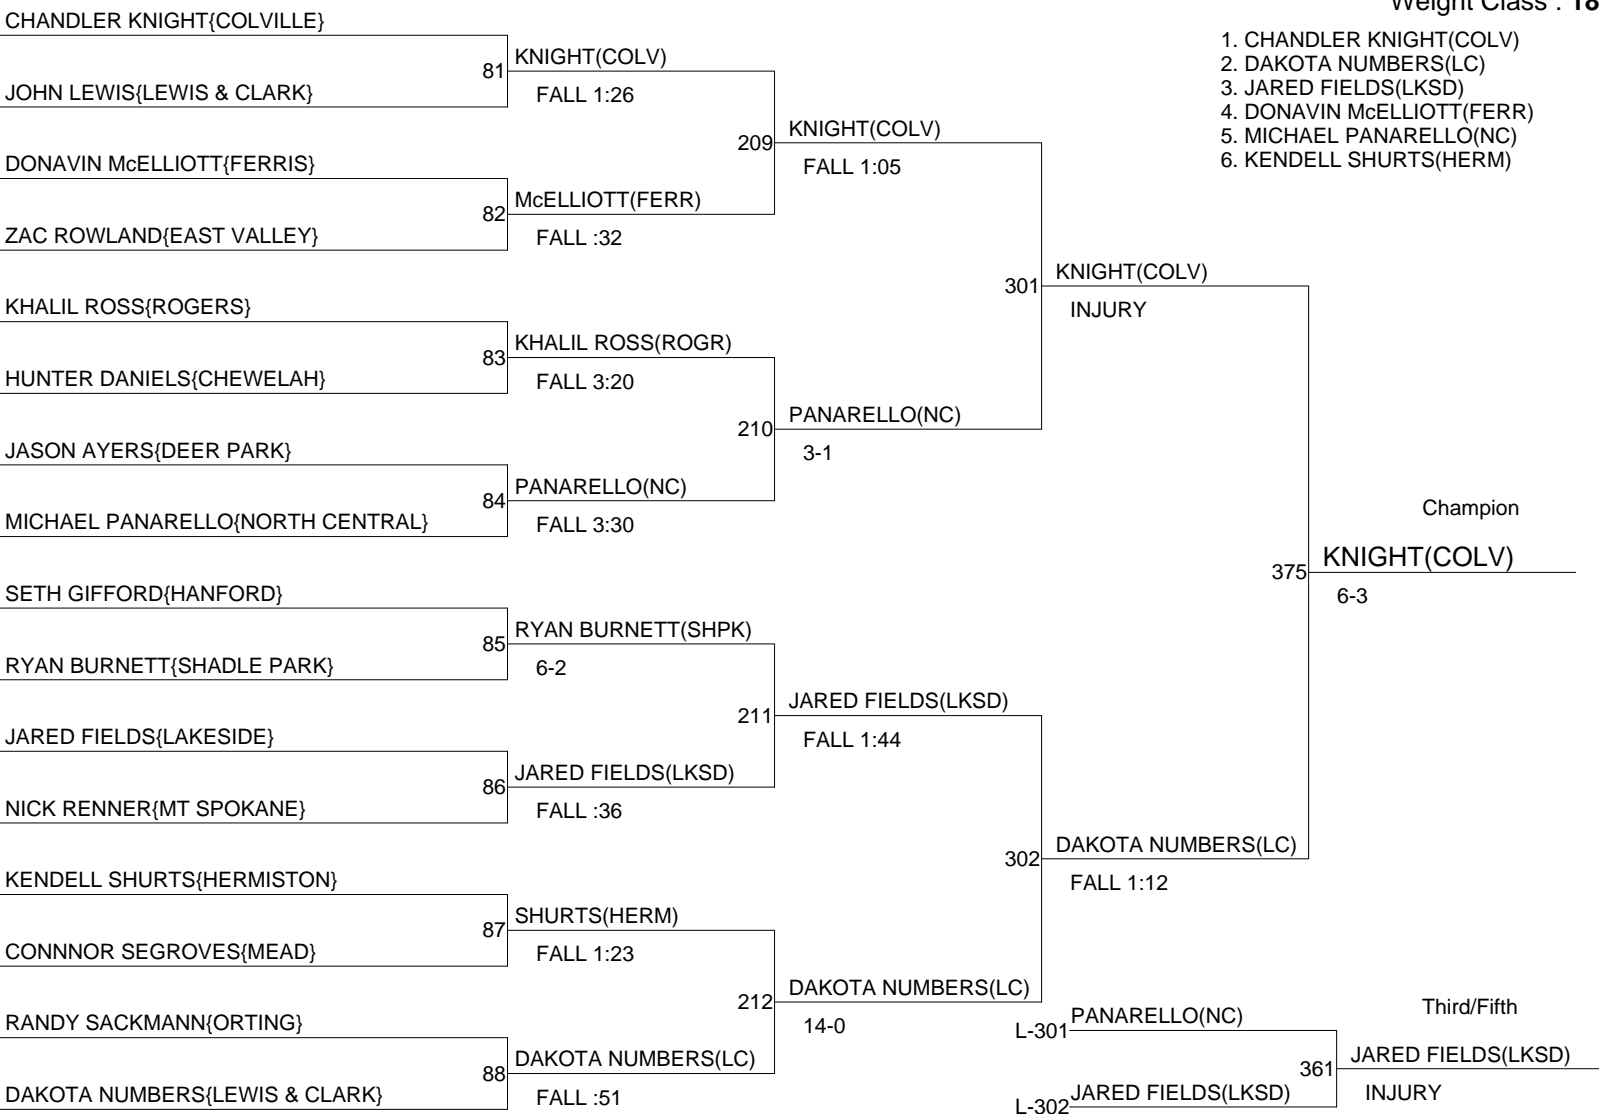 Weight Class : 18
1. CHANDLER KNIGHT(COLV)
2. DAKOTA NUMBERS(LC)
3. JARED FIELDS(LKSD)
4. DONAVIN McELLIOTT(FERR)
5. MICHAEL PANARELLO(NC)
6. KENDELL SHURTS(HERM)
CHANDLER KNIGHT{COLVILLE}
81
JOHN LEWIS{LEWIS & CLARK}
KNIGHT(COLV)
FALL 1:26
DONAVIN McELLIOTT{FERRIS}
82
ZAC ROWLAND{EAST VALLEY}
McELLIOTT(FERR)
FALL :32
209
KNIGHT(COLV)
FALL 1:05
KHALIL ROSS{ROGERS}
83
HUNTER DANIELS{CHEWELAH}
KHALIL ROSS(ROGR)
FALL 3:20
JASON AYERS{DEER PARK}
84
MICHAEL PANARELLO{NORTH CENTRAL}
PANARELLO(NC)
FALL 3:30
210
PANARELLO(NC)
3-1
301
KNIGHT(COLV)
INJURY
SETH GIFFORD{HANFORD}
85
RYAN BURNETT{SHADLE PARK}
RYAN BURNETT(SHPK)
6-2
JARED FIELDS{LAKESIDE}
86
NICK RENNER{MT SPOKANE}
JARED FIELDS(LKSD)
FALL :36
211
JARED FIELDS(LKSD)
FALL 1:44
KENDELL SHURTS{HERMISTON}
87
CONNNOR SEGROVES{MEAD}
SHURTS(HERM)
FALL 1:23
RANDY SACKMANN{ORTING}
88
DAKOTA NUMBERS{LEWIS & CLARK}
DAKOTA NUMBERS(LC)
FALL :51
212
DAKOTA NUMBERS(LC)
14-0
302
DAKOTA NUMBERS(LC)
FALL 1:12
Champion
375
KNIGHT(COLV)
6-3
Third/Fifth
L-301
PANARELLO(NC)
L-302
JARED FIELDS(LKSD)
361
JARED FIELDS(LKSD)
INJURY